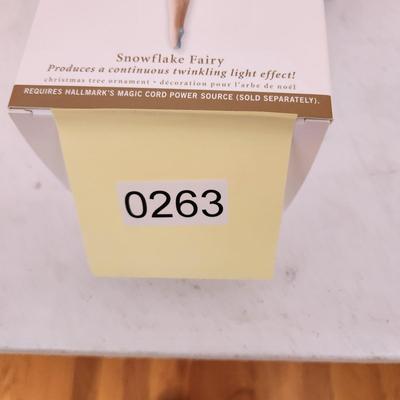 Snowflake Fairy
Produces a continuous twinkling light effect!
christmas tree ornament • décoration pour l'arbe de noël
REQUIRES HALLMARK'S MAGIC CORD POWER SOURCE (SOLD SEPARATELY).
0263